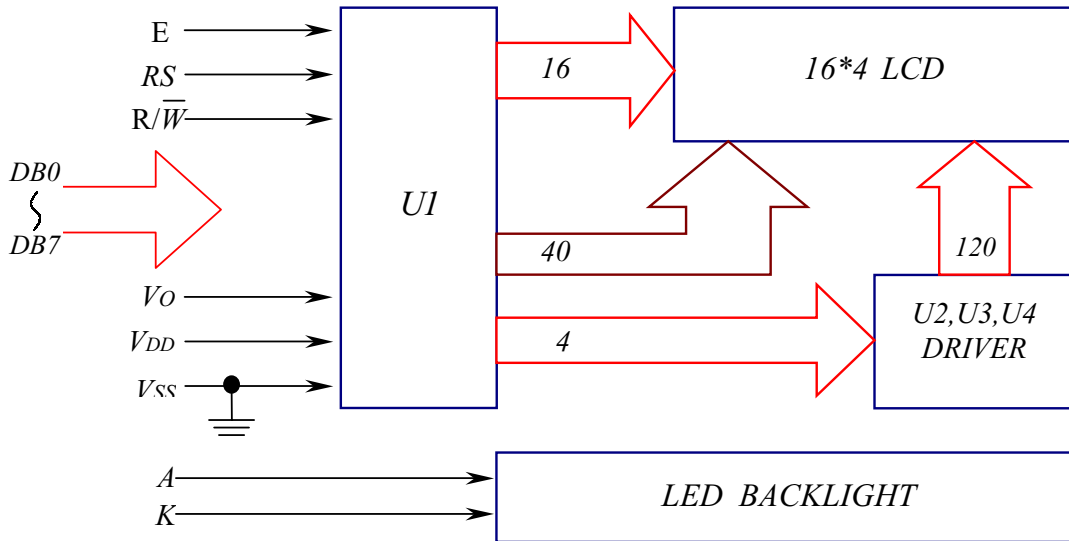 E
RS
R/W̅
DB0
DB7
VO
VDD
VSS
A
K
U1
16
40
4
120
16*4 LCD
U2,U3,U4
DRIVER
LED BACKLIGHT